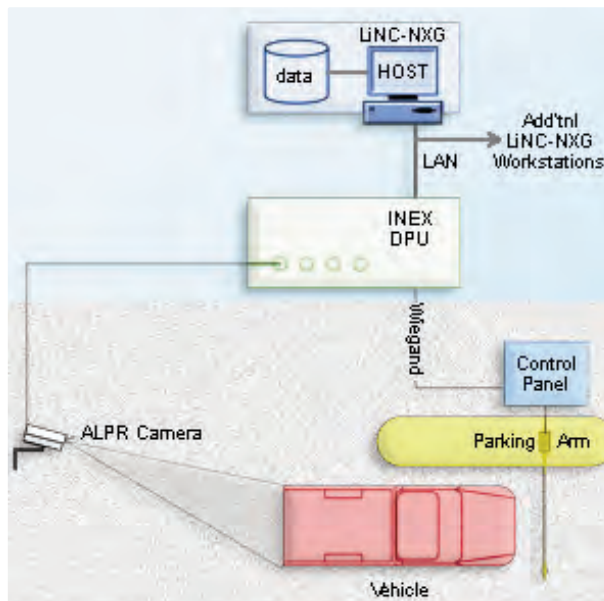 LiNC-NXG
data
HOST
Add'tnl
LiNC-NXG
Workstations
LAN
INEX
DPU
Wiegand
Control
Panel
ALPR Camera
Parking Arm
Vehicle